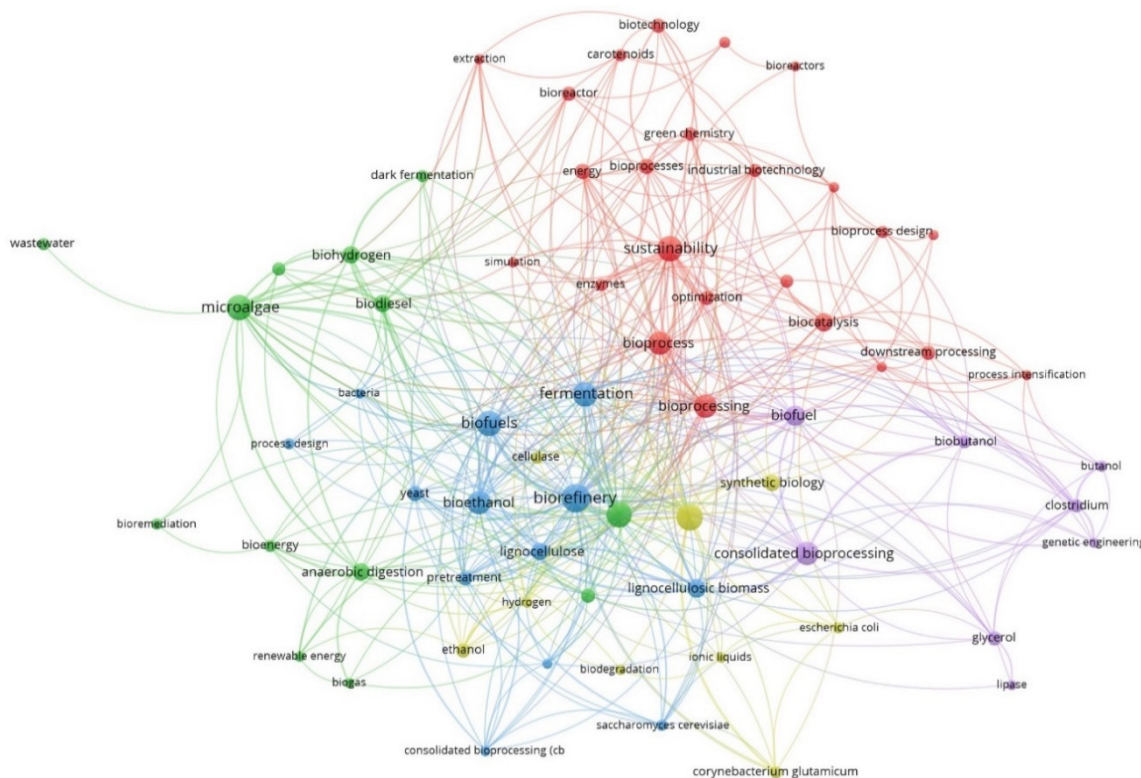 biotechnology
carotenoids
extraction
bioreactors
bioreactor
green chemistry
bioprocesses
energy
industrial biotechnology
dark fermentation
bioprocess design
wastewater
sustainability
biohydrogen
simulation
enzymes
optimization
microalgae
biodiesel
biocatalysis
bioprocess
downstream processing
process intensification
bacteria
fermentation
bioprocessing
biofuel
biofuels
biobutanol
process design
cellulase
butanol
synthetic biology
yeast
bioethanol
biorefinery
clostridium
bioremediation
genetic engineering
bioenergy
lignocellulose
consolidated bioprocessing
anaerobic digestion
pretreatment
lignocellulosic biomass
hydrogen
escherichia coli
glycerol
ethanol
renewable energy
ionic liquids
biodegradation
biogas
lipase
saccharomyces cerevisiae
consolidated bioprocessing (cb
corynebacterium glutamicum